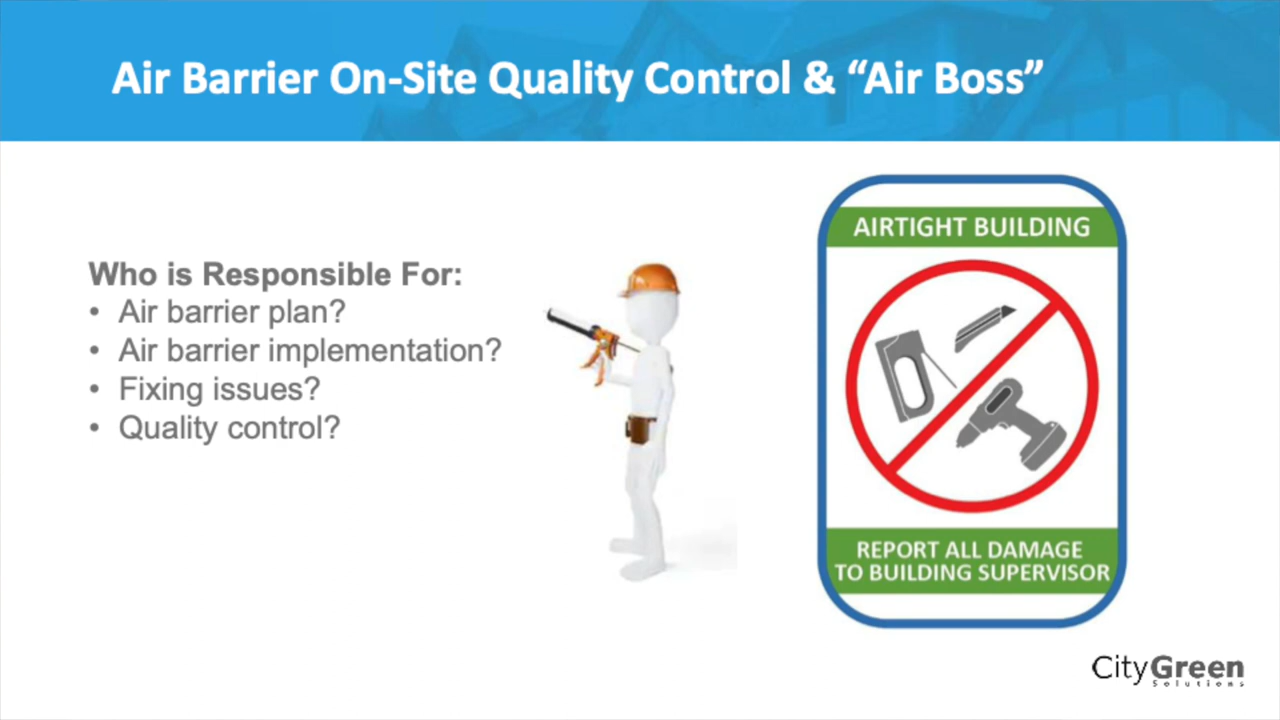 Air Barrier On-Site Quality Control & “Air Boss”
Who is Responsible For:
• Air barrier plan?
• Air barrier implementation?
• Fixing issues?
• Quality control?
AIRTIGHT BUILDING
REPORT ALL DAMAGE
TO BUILDING SUPERVISOR
CityGreen
Solutions